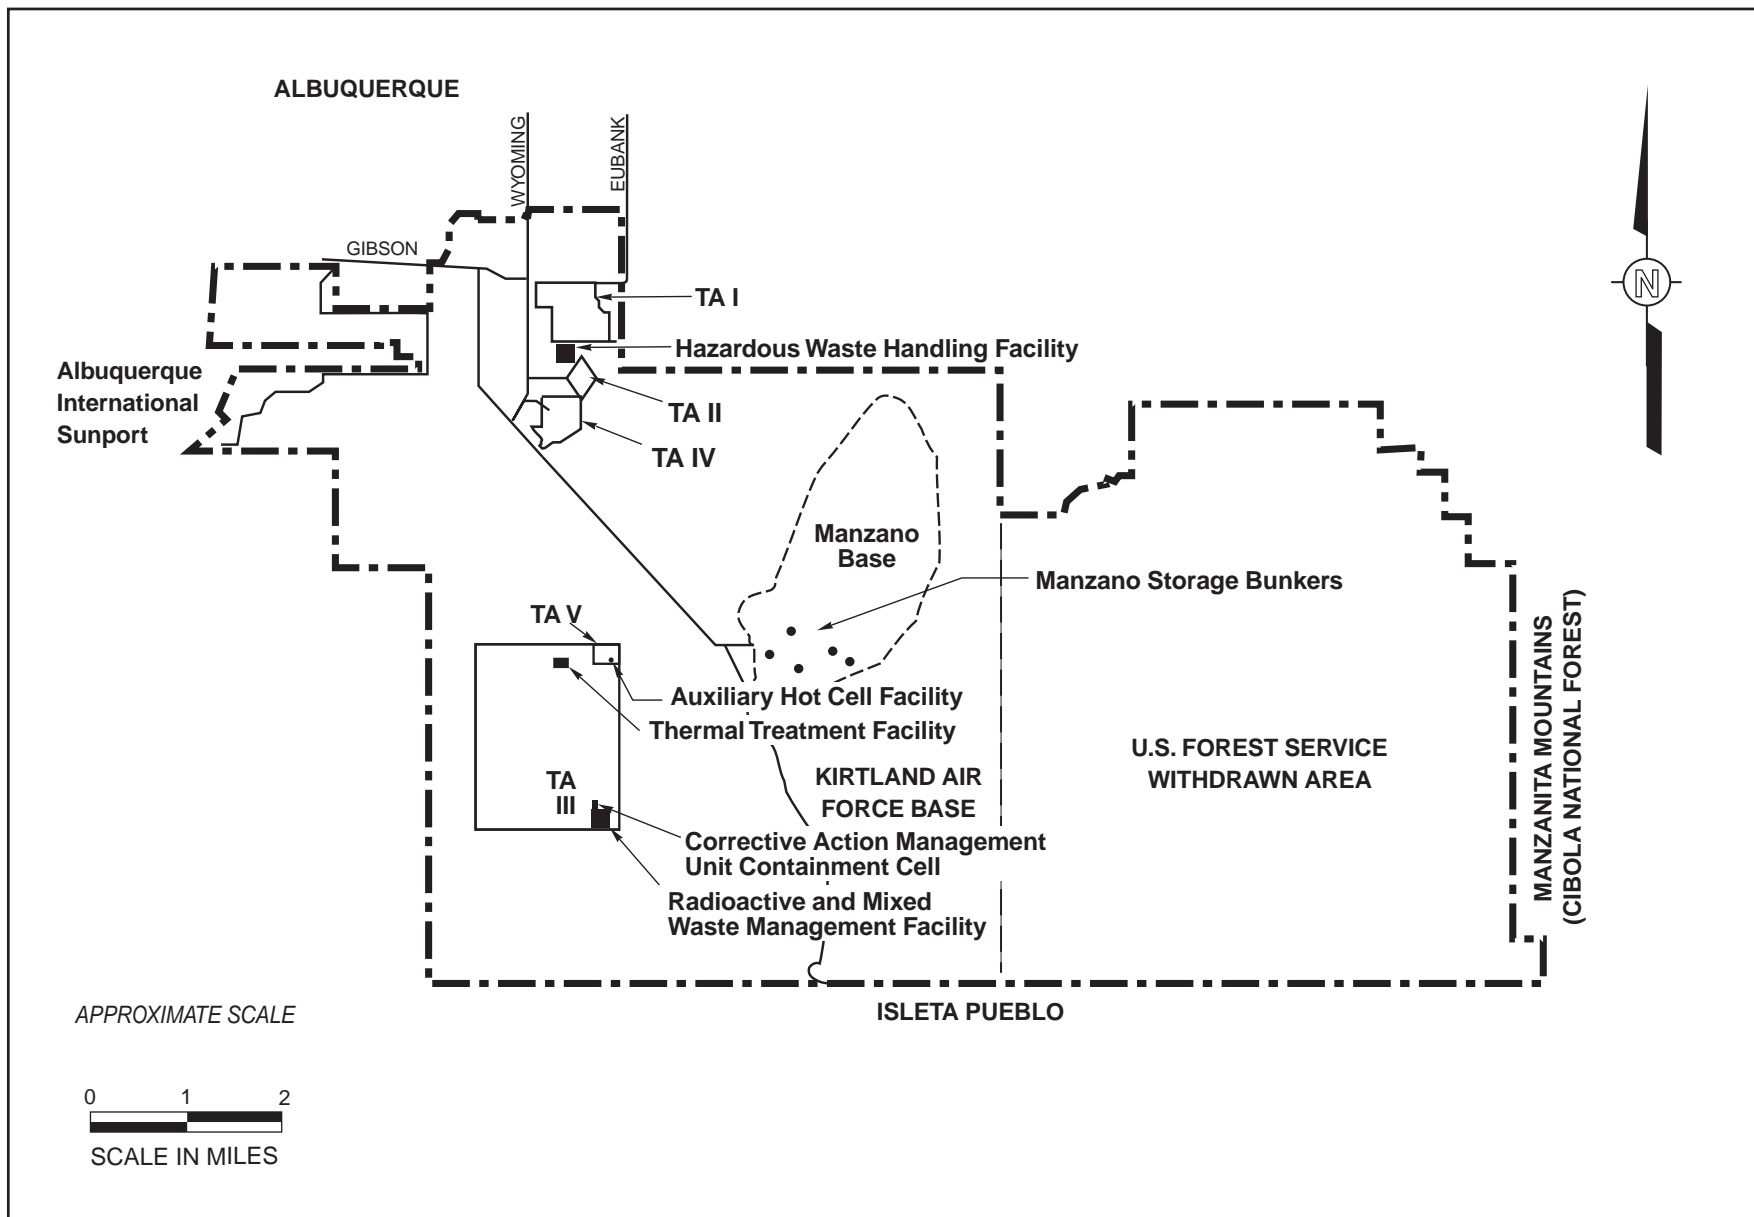 ALBUQUERQUE
WYOMING
EUBANK
GIBSON
N
TA I
Hazardous Waste Handling Facility
Albuquerque
International
Sunport
TA II
TA IV
Manzano
Base
Manzano Storage Bunkers
TA V
Auxiliary Hot Cell Facility
Thermal Treatment Facility
U.S. FOREST SERVICE
WITHDRAWN AREA
MANZANITA MOUNTAINS
(CIBOLA NATIONAL FOREST)
KIRTLAND AIR
FORCE BASE
TA
III
Corrective Action Management
Unit Containment Cell
Radioactive and Mixed
Waste Management Facility
ISLETA PUEBLO
APPROXIMATE SCALE
0 1 2
SCALE IN MILES